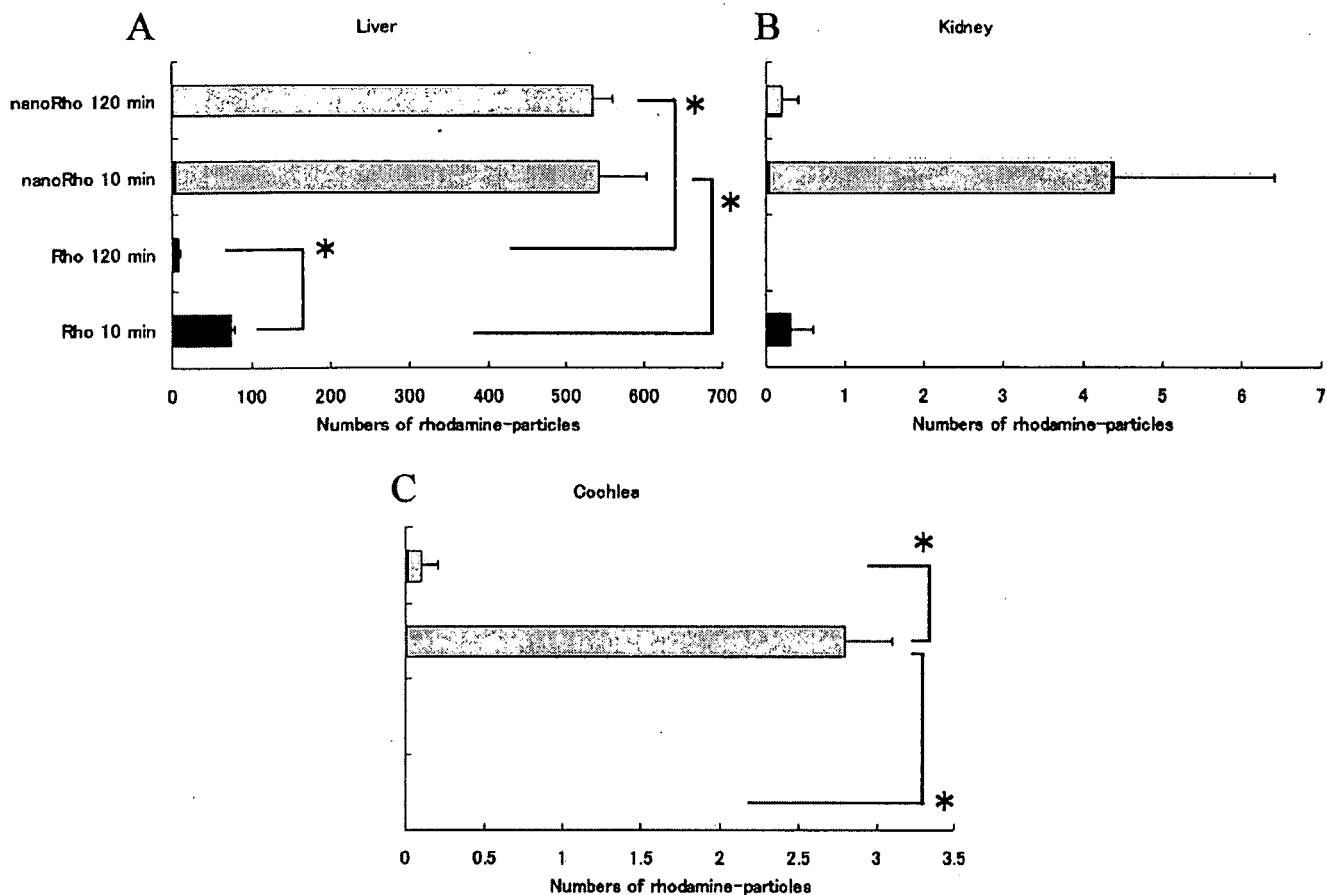 A
Liver
nanoRho 120 min
nanoRho 10 min
Rho 120 min
Rho 10 min
*
*
*
0 100 200 300 400 500 600 700
Numbers of rhodamine-particles
B
Kidney
0 1 2 3 4 5 6 7
Numbers of rhodamine-particles
C
Cochlea
*
*
0 0.5 1 1.5 2 2.5 3 3.5
Numbers of rhodamine-particles